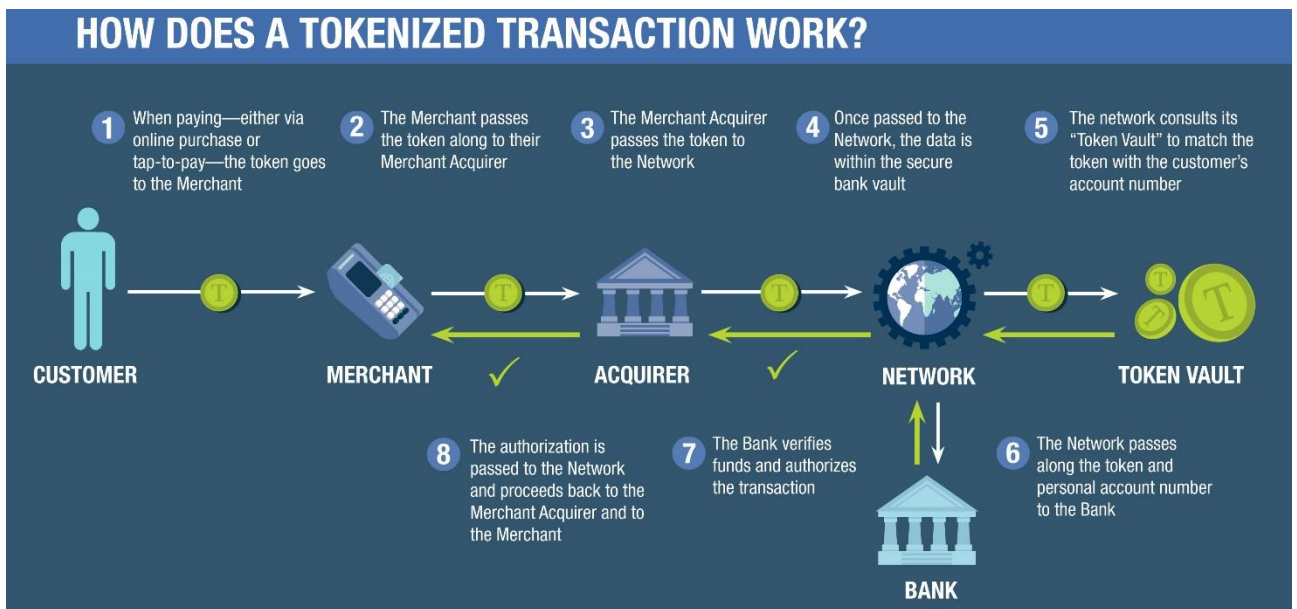 HOW DOES A TOKENIZED TRANSACTION WORK?
1
When paying—either via
online purchase or
tap-to-pay—the token goes
to the Merchant
2
The Merchant passes
the token along to their
Merchant Acquirer
3
The Merchant Acquirer
passes the token to
the Network
4
Once passed to the
Network, the data is
within the secure
bank vault
5
The network consults its
“Token Vault” to match the
token with the customer’s
account number
T
T
T
T
T
T
T
CUSTOMER
MERCHANT
ACQUIRER
NETWORK
TOKEN VAULT
8
The authorization is
passed to the Network
and proceeds back to the
Merchant Acquirer and to
the Merchant
7
The Bank verifies
funds and authorizes
the transaction
6
The Network passes
along the token and
personal account number
to the Bank
BANK